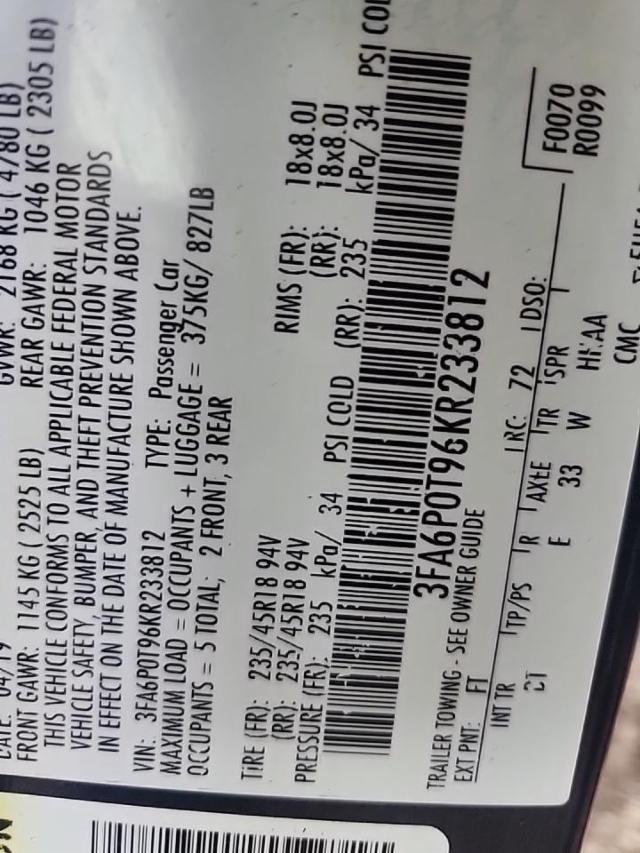 DATE: 04/19 GVWR: 2168 KG ( 4780 LB)
FRONT GAWR: 1145 KG ( 2525 LB) REAR GAWR: 1046 KG ( 2305 LB)
THIS VEHICLE CONFORMS TO ALL APPLICABLE FEDERAL MOTOR
VEHICLE SAFETY, BUMPER, AND THEFT PREVENTION STANDARDS
IN EFFECT ON THE DATE OF MANUFACTURE SHOWN ABOVE.
VIN: 3FA6P0T96KR233812 TYPE: Passenger Car
MAXIMUM LOAD = OCCUPANTS + LUGGAGE = 375KG/ 827LB
OCCUPANTS = 5 TOTAL; 2 FRONT, 3 REAR
TIRE (FR): 235/45R18 94V RIMS (FR): 18x8.0J
(RR): 235/45R18 94V (RR): 18x8.0J
PRESSURE (FR): 235 kPa/ 34 PSI COLD (RR): 235 kPa/ 34 PSI COL
3FA6P0T96KR233812
TRAILER TOWING - SEE OWNER GUIDE
EXT PNT: FT RC: 72 DSO: F0070
R0099
INT TR TP/PS R AXLE TR SPR
E 33 W
CMC